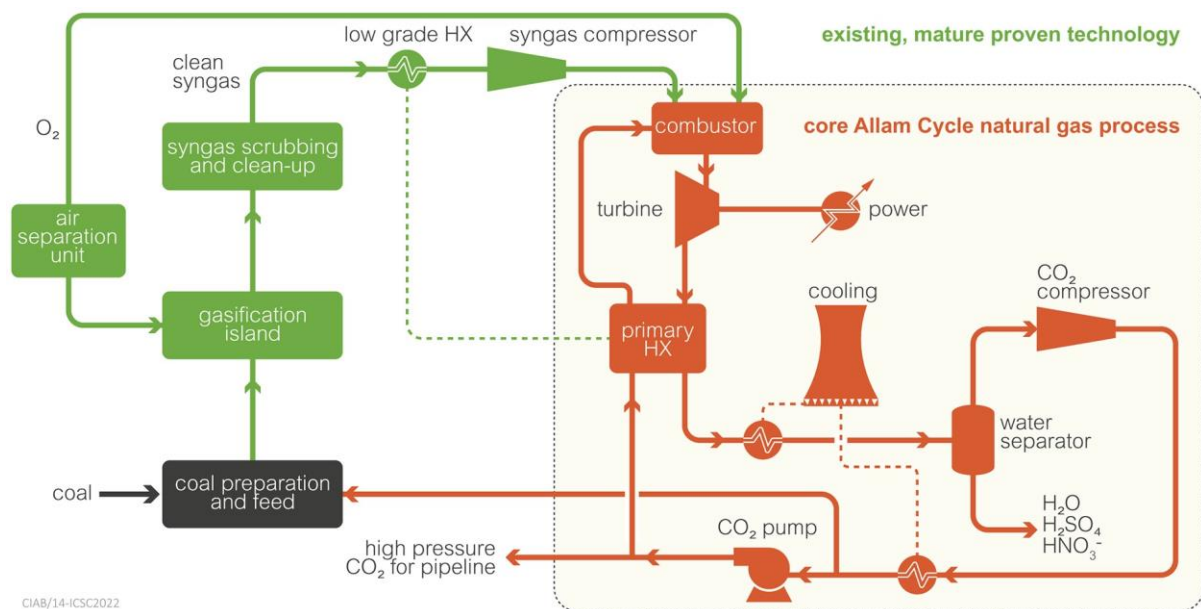 low grade HX
syngas compressor
existing, mature proven technology
clean
syngas
O₂
combustor
core Allam Cycle natural gas process
syngas scrubbing
and clean-up
turbine
power
air
separation
unit
CO₂
compressor
cooling
gasification
island
primary
HX
water
separator
coal
coal preparation
and feed
H₂O
H₂SO₄
HNO₃⁻
CO₂ pump
high pressure
CO₂ for pipeline
CIAB/14-ICSC2022